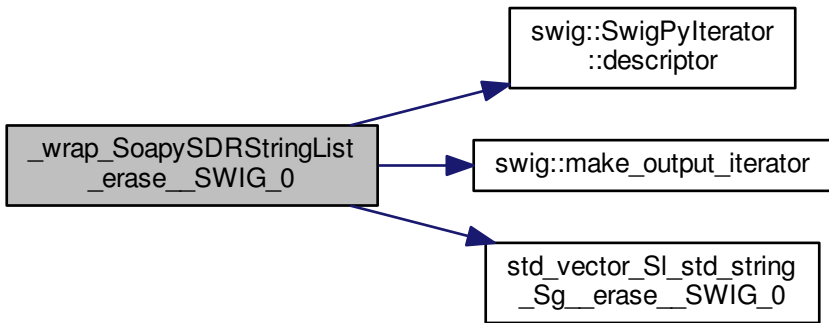 _wrap_SoapySDRStringList
_erase__SWIG_0
swig::SwigPyIterator
::descriptor
swig::make_output_iterator
std_vector_Sl_std_string
_Sg__erase__SWIG_0